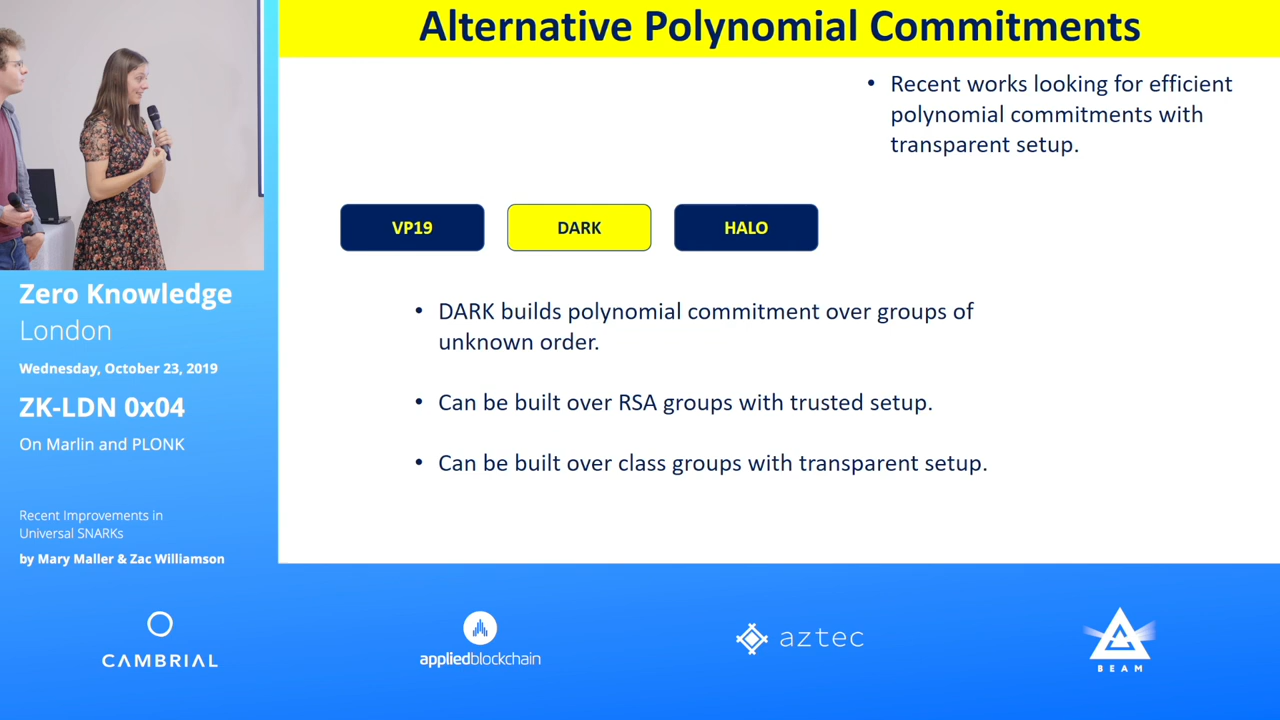 Alternative Polynomial Commitments
• Recent works looking for efficient
polynomial commitments with
transparent setup.
VP19
DARK
HALO
• DARK builds polynomial commitment over groups of
unknown order.
• Can be built over RSA groups with trusted setup.
• Can be built over class groups with transparent setup.
Zero Knowledge
London
Wednesday, October 23, 2019
ZK-LDN 0x04
On Marlin and PLONK
Recent Improvements in
Universal SNARKs
by Mary Maller & Zac Williamson
CAMBRIAL
appliedblockchain
aztec
BEAM